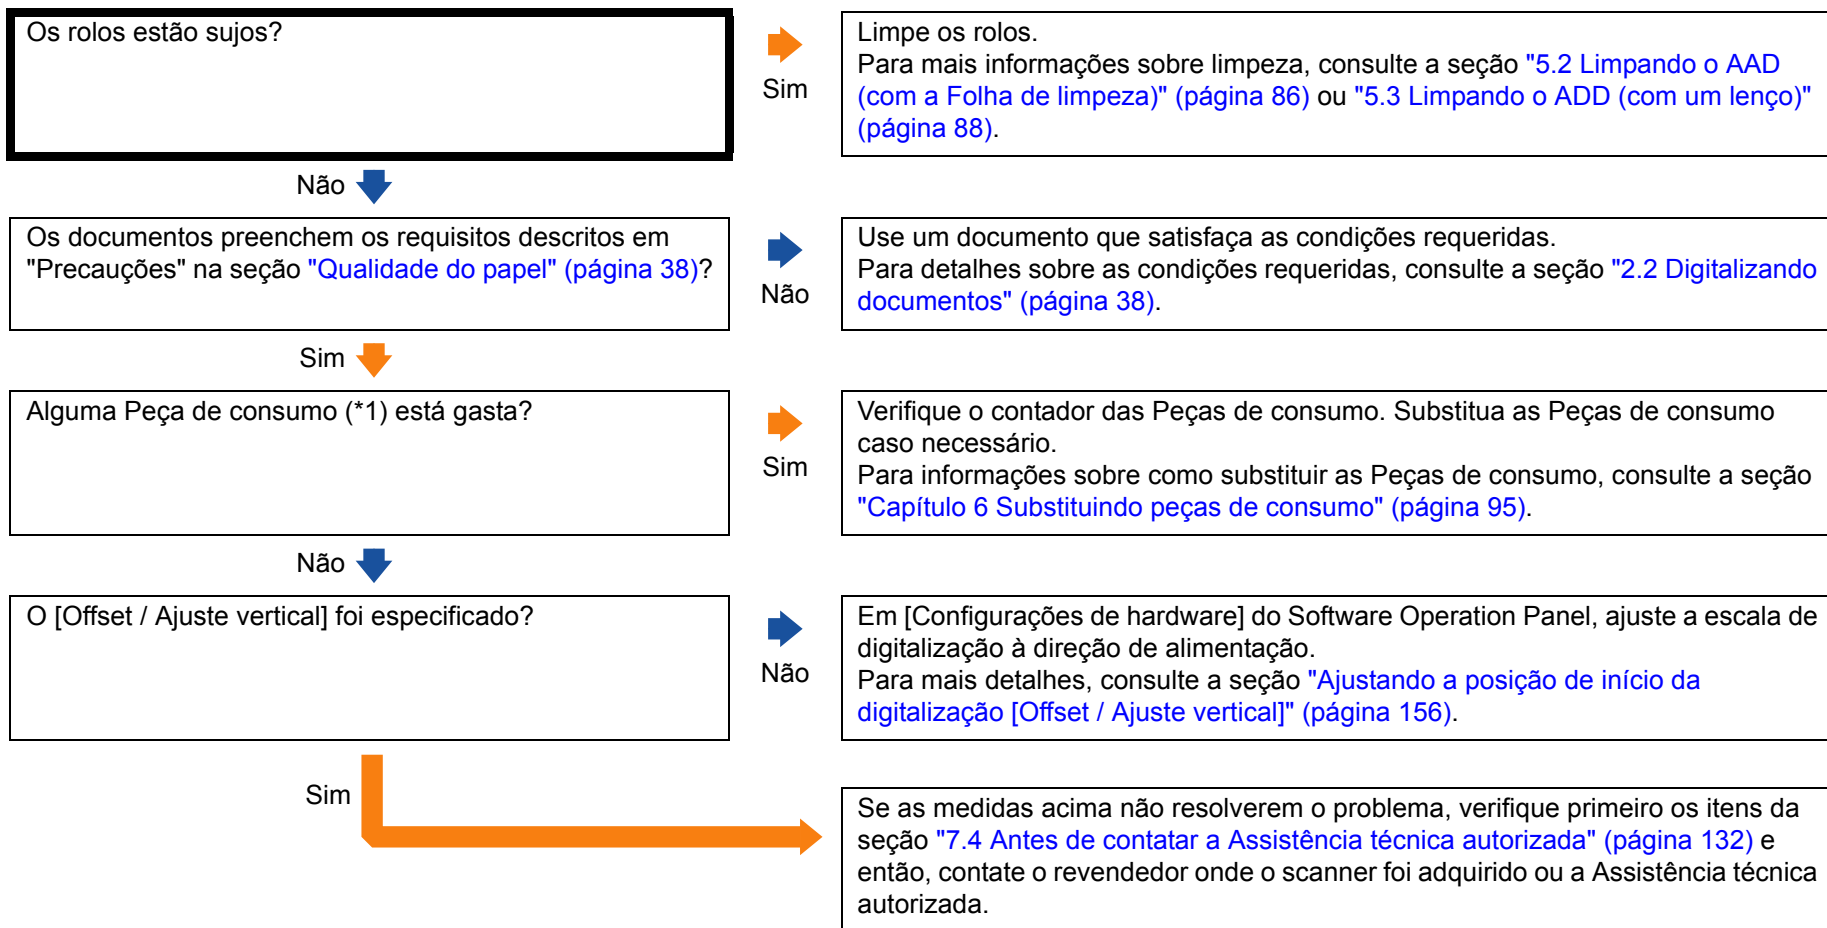 Os rolos estão sujos?
Sim
Limpe os rolos.
Para mais informações sobre limpeza, consulte a seção "5.2 Limpando o AAD
(com a Folha de limpeza)" (página 86) ou "5.3 Limpando o ADD (com um lenço)"
(página 88).
Não
Os documentos preenchem os requisitos descritos em
"Precauções" na seção "Qualidade do papel" (página 38)?
Não
Use um documento que satisfaça as condições requeridas.
Para detalhes sobre as condições requeridas, consulte a seção "2.2 Digitalizando
documentos" (página 38).
Sim
Alguma Peça de consumo (*1) está gasta?
Sim
Verifique o contador das Peças de consumo. Substitua as Peças de consumo
caso necessário.
Para informações sobre como substituir as Peças de consumo, consulte a seção
"Capítulo 6 Substituindo peças de consumo" (página 95).
Não
O [Offset / Ajuste vertical] foi especificado?
Não
Em [Configurações de hardware] do Software Operation Panel, ajuste a escala de
digitalização à direção de alimentação.
Para mais detalhes, consulte a seção "Ajustando a posição de início da
digitalização [Offset / Ajuste vertical]" (página 156).
Sim
Se as medidas acima não resolverem o problema, verifique primeiro os itens da
seção "7.4 Antes de contatar a Assistência técnica autorizada" (página 132) e
então, contate o revendedor onde o scanner foi adquirido ou a Assistência técnica
autorizada.